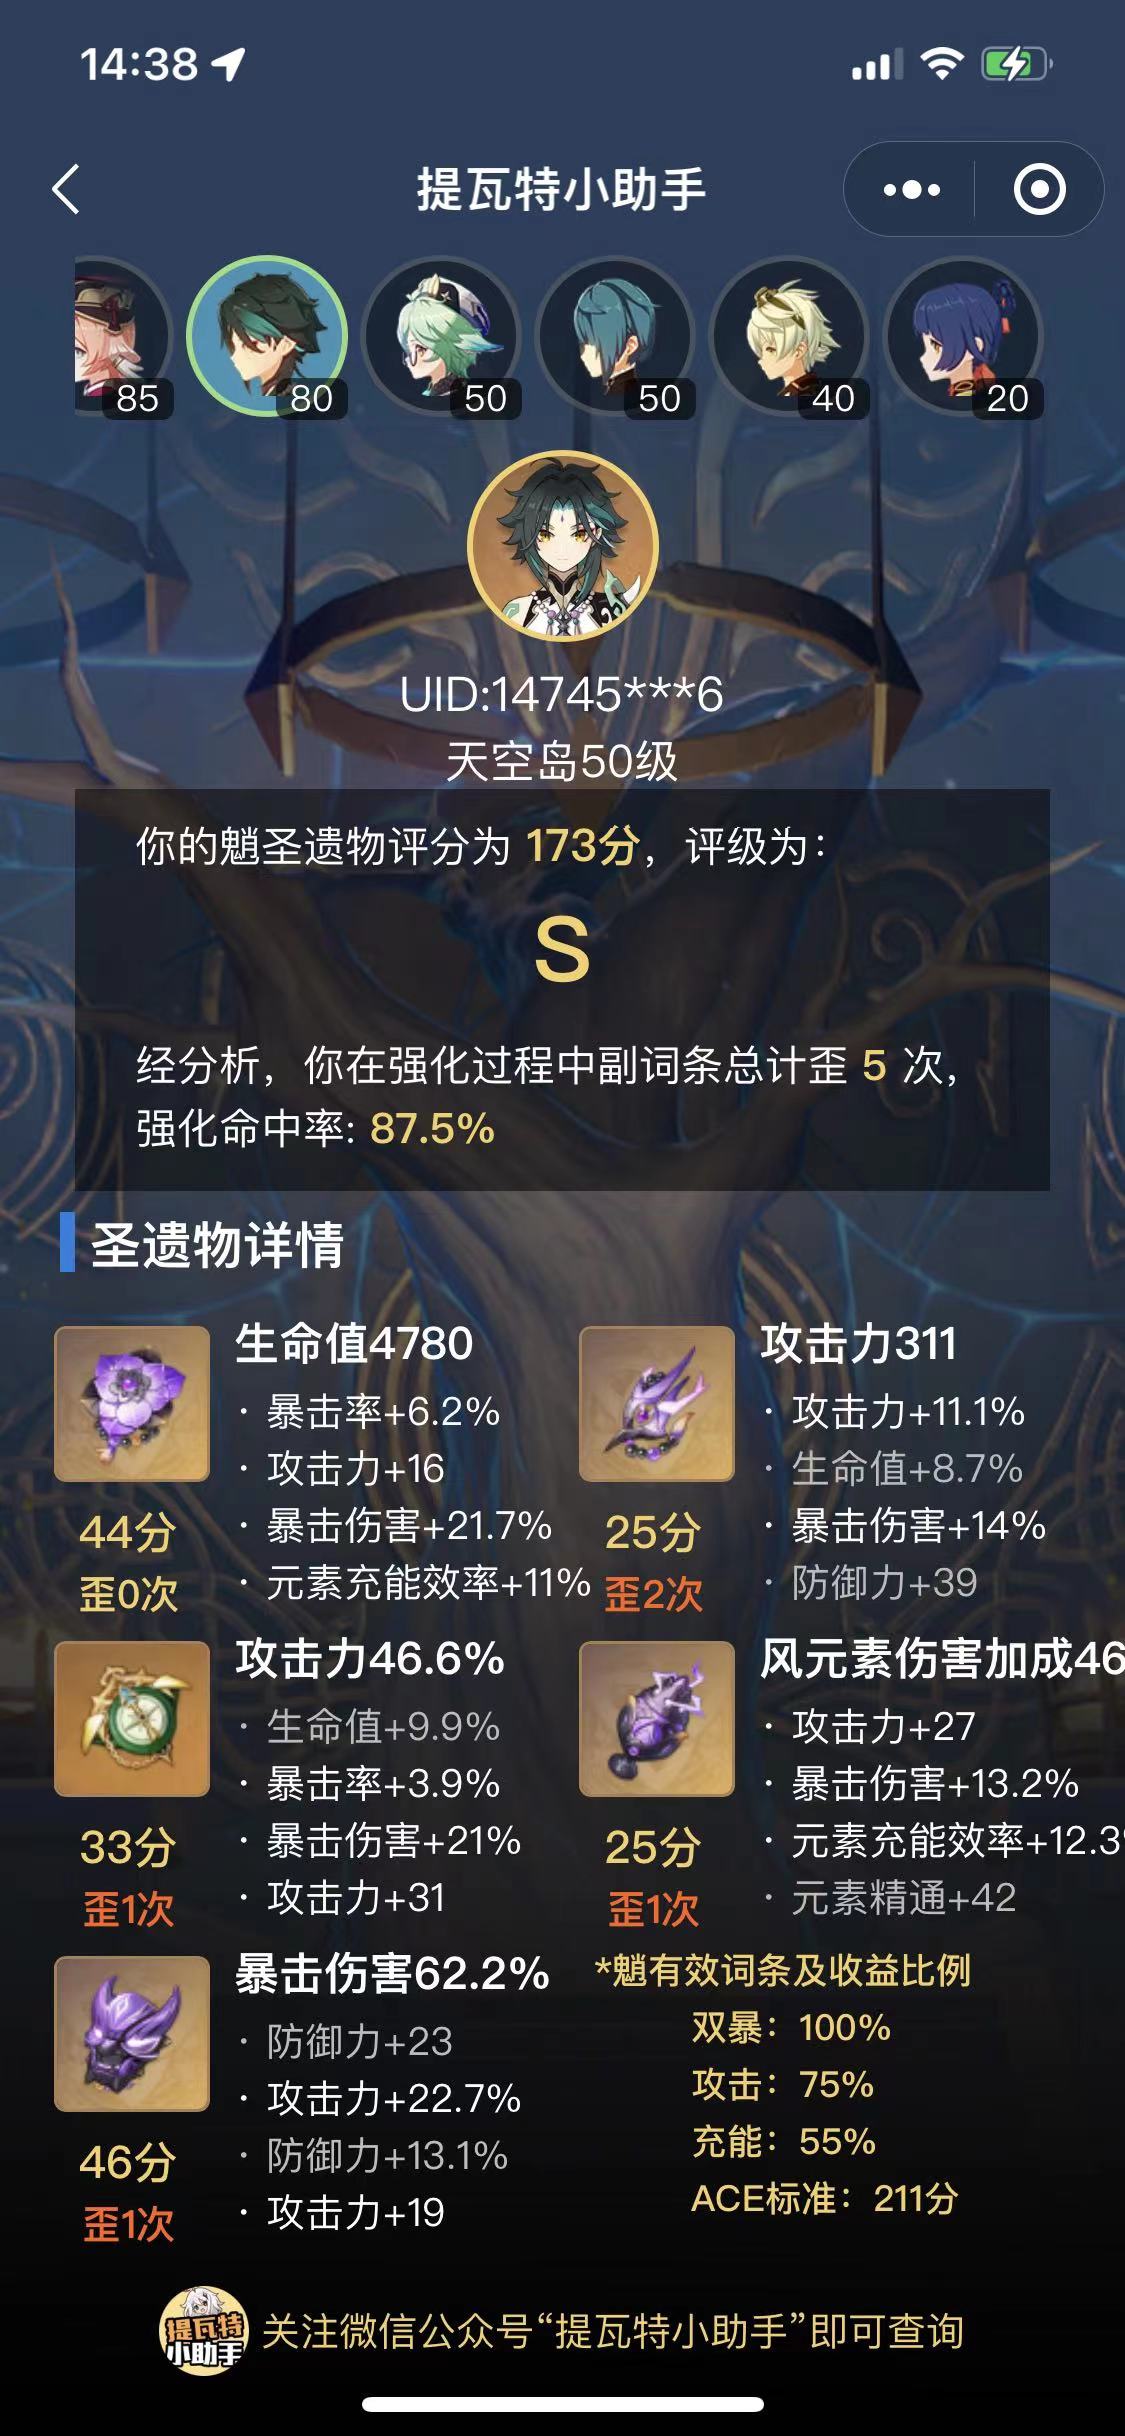 14:38
提瓦特小助手
85
80
50
50
40
20
UID:14745***6
天空岛50级
你的魈圣遗物评分为 173分，评级为：
S
经分析，你在强化过程中副词条总计歪 5 次，
强化命中率: 87.5%
圣遗物详情
生命值4780
· 暴击率+6.2%
· 攻击力+16
· 暴击伤害+21.7%
· 元素充能效率+11%
44分
歪0次
攻击力311
· 攻击力+11.1%
· 生命值+8.7%
· 暴击伤害+14%
· 防御力+39
25分
歪2次
攻击力46.6%
· 生命值+9.9%
· 暴击率+3.9%
· 暴击伤害+21%
· 攻击力+31
33分
歪1次
风元素伤害加成46
· 攻击力+27
· 暴击伤害+13.2%
· 元素充能效率+12.3
· 元素精通+42
25分
歪1次
暴击伤害62.2%
· 防御力+23
· 攻击力+22.7%
· 防御力+13.1%
· 攻击力+19
46分
歪1次
*魈有效词条及收益比例
双暴：100%
攻击：75%
充能：55%
ACE标准：211分
提瓦特
小助手
关注微信公众号“提瓦特小助手”即可查询